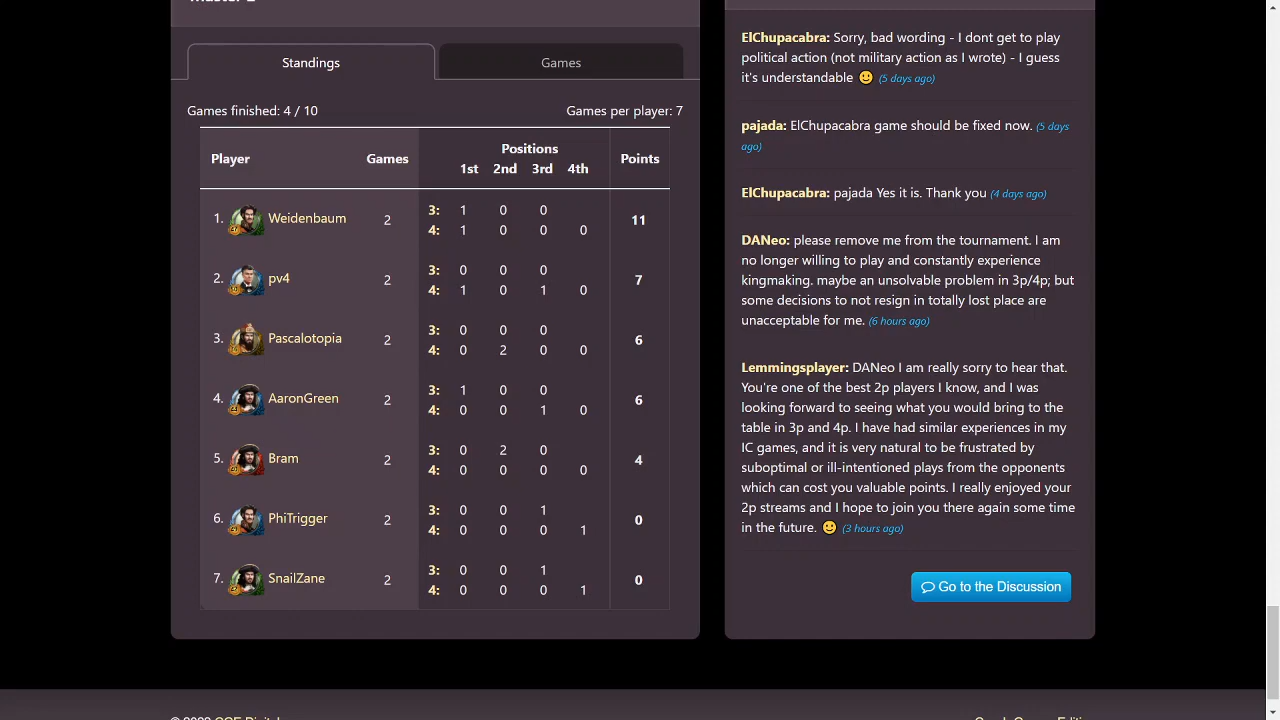 Standings
Games
Games finished: 4 / 10
Games per player: 7
Player Games Positions Points
1st 2nd 3rd 4th
1. Weidenbaum 2 3: 1 0 0 11
4: 1 0 0 0
2. pv4 2 3: 0 0 0 7
4: 1 0 1 0
3. Pascalotopia 2 3: 0 0 0 6
4: 0 2 0 0
4. AaronGreen 2 3: 1 0 0 6
4: 0 0 1 0
5. Bram 2 3: 0 2 0 4
4: 0 0 0 0
6. PhiTrigger 2 3: 0 0 1 0
4: 0 0 0 1
7. SnailZane 2 3: 0 0 1 0
4: 0 0 0 1
ElChupacabra: Sorry, bad wording - I dont get to play
political action (not military action as I wrote) - I guess
it's understandable 🙂 (5 days ago)
pajada: ElChupacabra game should be fixed now. (5 days
ago)
ElChupacabra: pajada Yes it is. Thank you (4 days ago)
DANeo: please remove me from the tournament. I am
no longer willing to play and constantly experience
kingmaking. maybe an unsolvable problem in 3p/4p; but
some decisions to not resign in totally lost place are
unacceptable for me. (6 hours ago)
Lemmingsplayer: DANeo I am really sorry to hear that.
You're one of the best 2p players I know, and I was
looking forward to seeing what you would bring to the
table in 3p and 4p. I have had similar experiences in my
IC games, and it is very natural to be frustrated by
suboptimal or ill-intentioned plays from the opponents
which can cost you valuable points. I really enjoyed your
2p streams and I hope to join you there again some time
in the future. 🙂 (3 hours ago)
Go to the Discussion